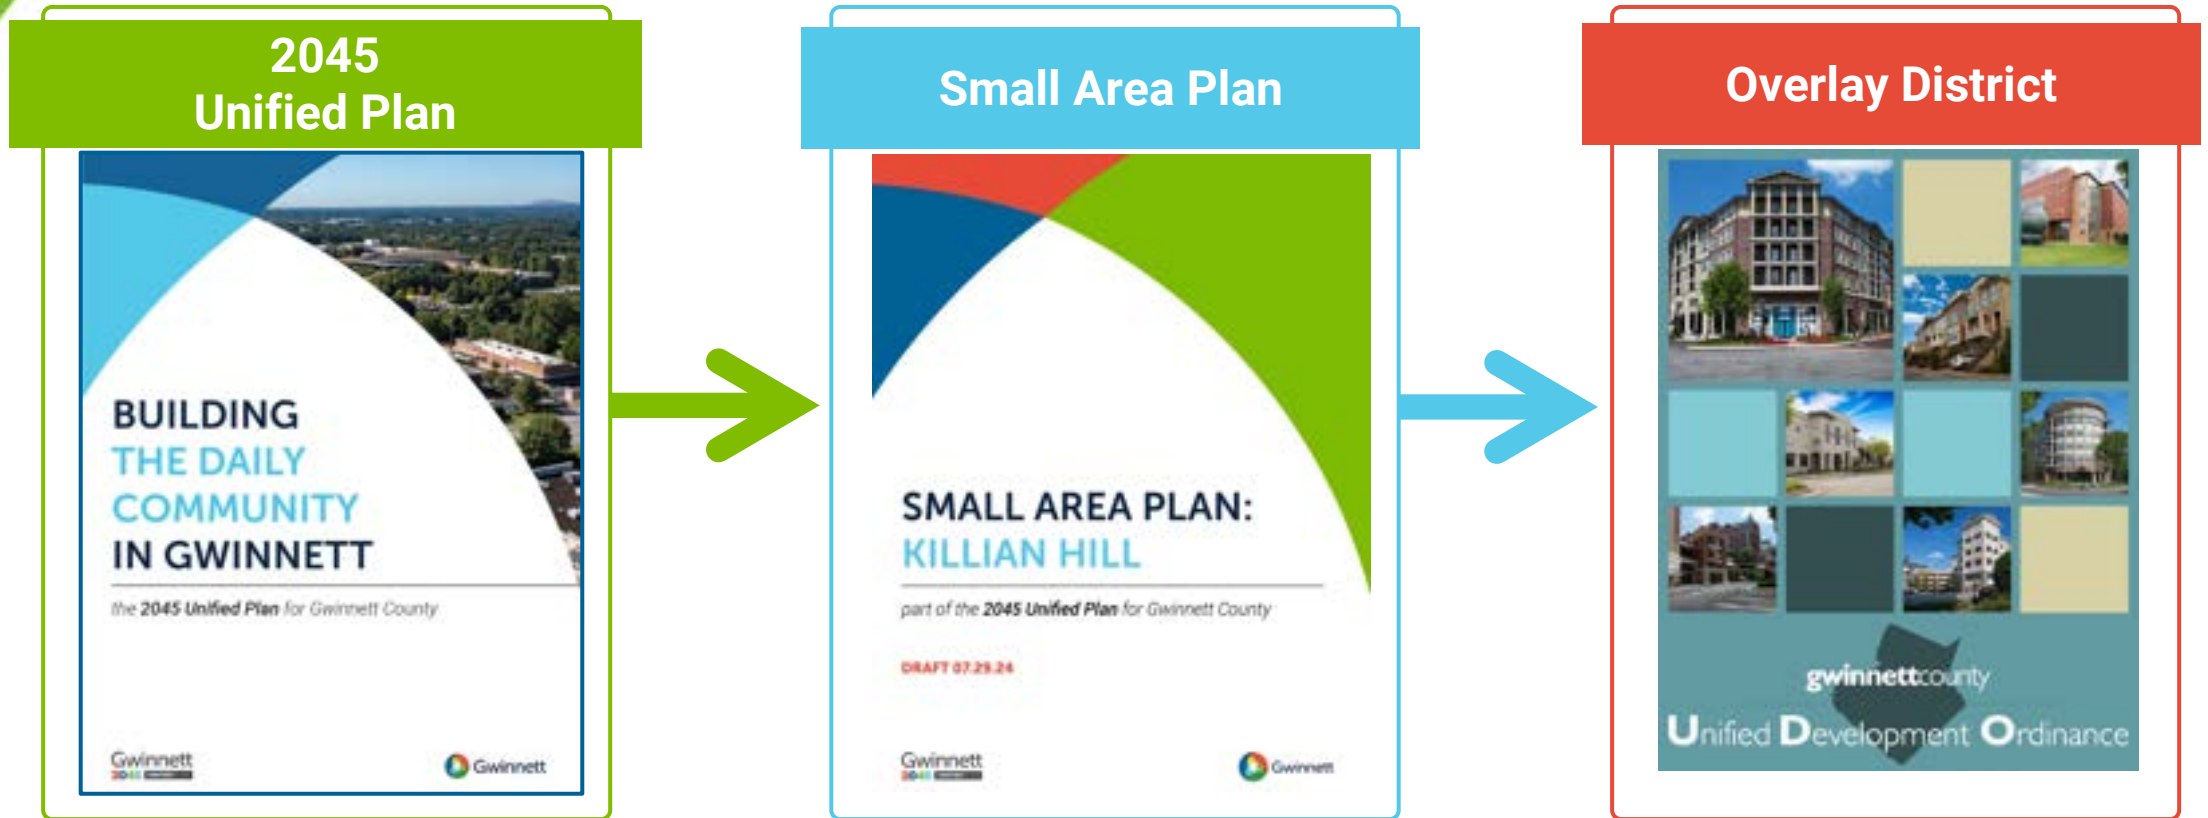 2045
Unified Plan
BUILDING
THE DAILY
COMMUNITY
IN GWINNETT
the 2045 Unified Plan for Gwinnett County
Gwinnett
2045
Gwinnett
Small Area Plan
SMALL AREA PLAN:
KILLIAN HILL
part of the 2045 Unified Plan for Gwinnett County
DRAFT 07.29.24
Gwinnett
2045
Gwinnett
Overlay District
gwinnettcounty
Unified Development Ordinance